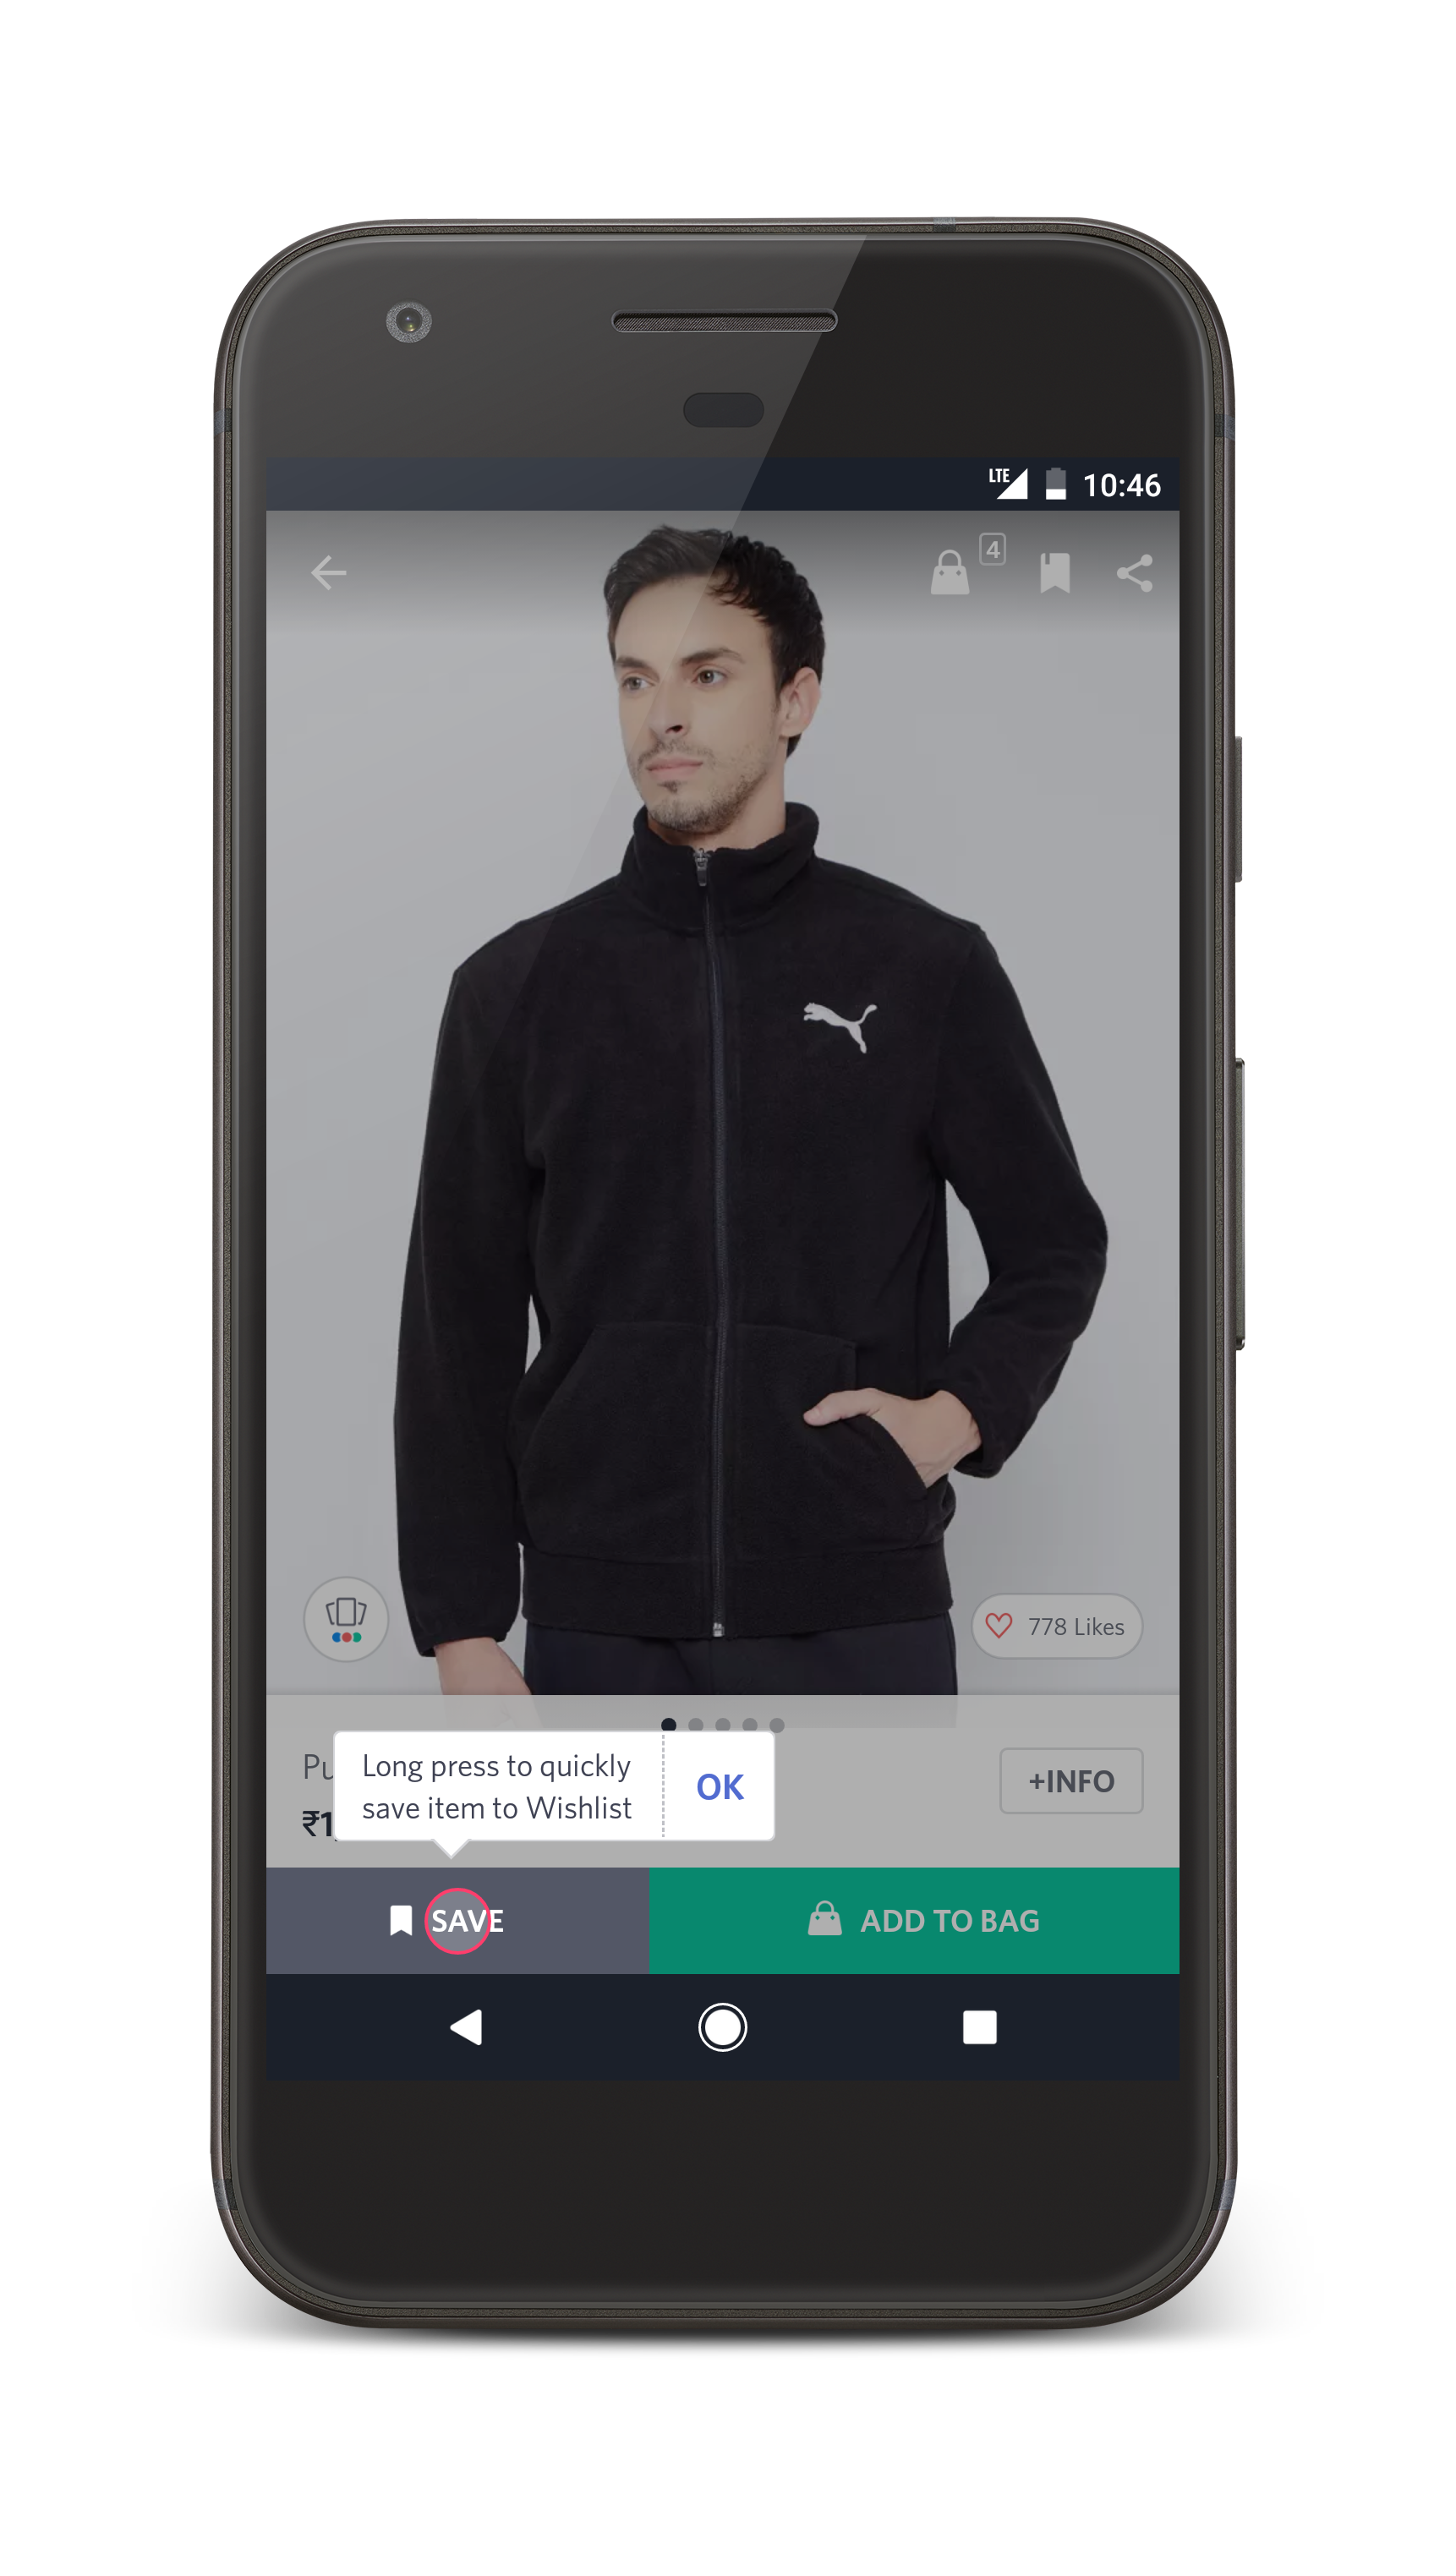 LTE 10:46
4
778 Likes
Long press to quickly
save item to Wishlist
OK
+INFO
₹1,
SAVE
ADD TO BAG